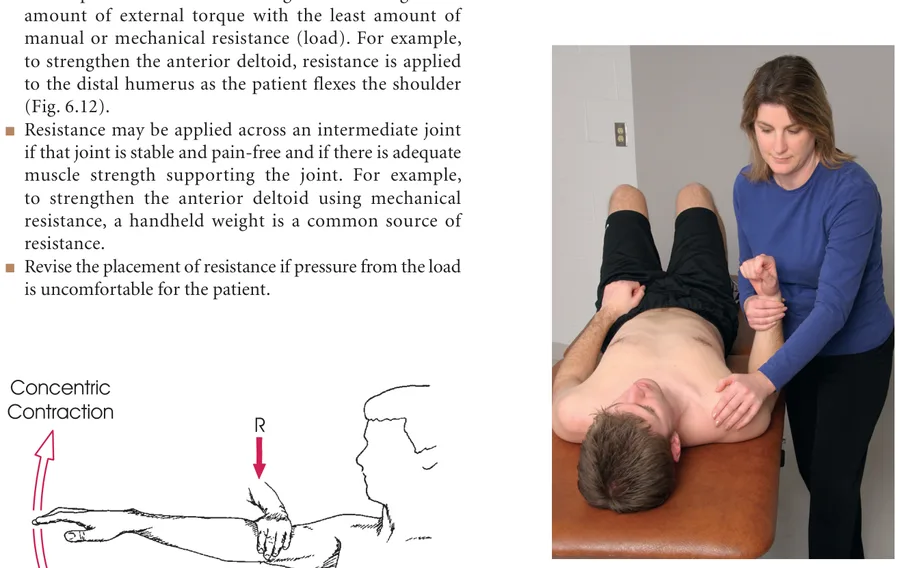 amount of external torque with the least amount of
manual or mechanical resistance (load). For example,
to strengthen the anterior deltoid, resistance is applied
to the distal humerus as the patient flexes the shoulder
(Fig. 6.12).
■ Resistance may be applied across an intermediate joint
if that joint is stable and pain-free and if there is adequate
muscle strength supporting the joint. For example,
to strengthen the anterior deltoid using mechanical
resistance, a handheld weight is a common source of
resistance.
■ Revise the placement of resistance if pressure from the load
is uncomfortable for the patient.
Concentric
Contraction
R